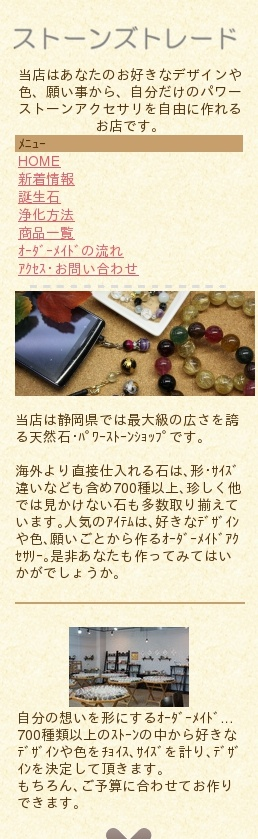 ストーンズトレード
当店はあなたのお好きなデザインや
色、願い事から、自分だけのパワー
ストーンアクセサリを自由に作れる
お店です。
ﾒﾆｭｰ
HOME
新着情報
誕生石
浄化方法
商品一覧
ｵｰﾀﾞｰﾒｲﾄﾞの流れ
ｱｸｾｽ･お問い合わせ
当店は静岡県では最大級の広さを誇
る天然石･ﾊﾟﾜｰｽﾄｰﾝｼｮｯﾌﾟです。
海外より直接仕入れる石は､形･ｻｲｽﾞ
違いなども含め700種以上､珍しく他
では見かけない石も多数取り揃えて
います｡人気のｱｲﾃﾑは､好きなﾃﾞｻﾞｲﾝ
や色､願いごとから作るｵｰﾀﾞｰﾒｲﾄﾞｱｸ
ｾｻﾘｰ｡是非あなたも作ってみてはい
かがでしょうか。
自分の想いを形にするｵｰﾀﾞｰﾒｲﾄﾞ…
700種類以上のｽﾄｰﾝの中から好きな
ﾃﾞｻﾞｲﾝや色をﾁｮｲｽ､ｻｲｽﾞを計り､ﾃﾞｻﾞ
ｲﾝを決定して頂きます。
もちろん､ご予算に合わせてお作り
できます。